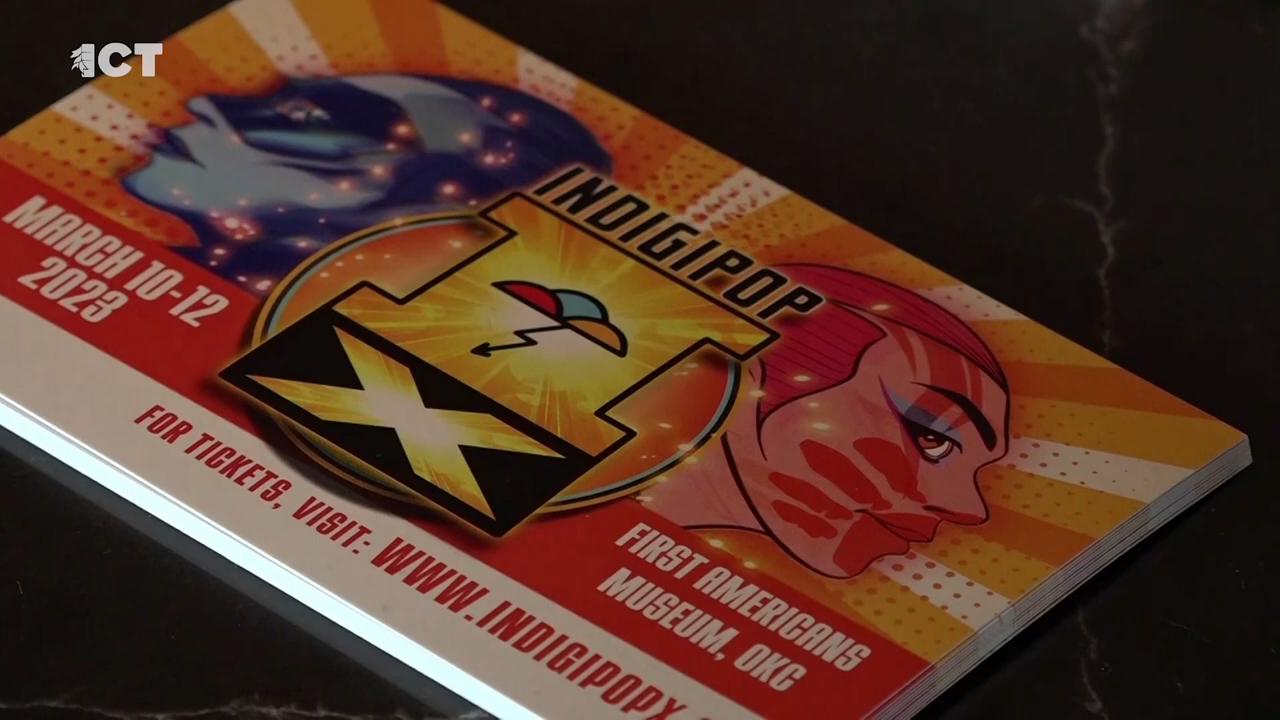 ICT
INDIGIPOP
X
MARCH 10-12
2023
FOR TICKETS, VISIT: WWW.INDIGIPOPX.
FIRST AMERICANS
MUSEUM, OKC